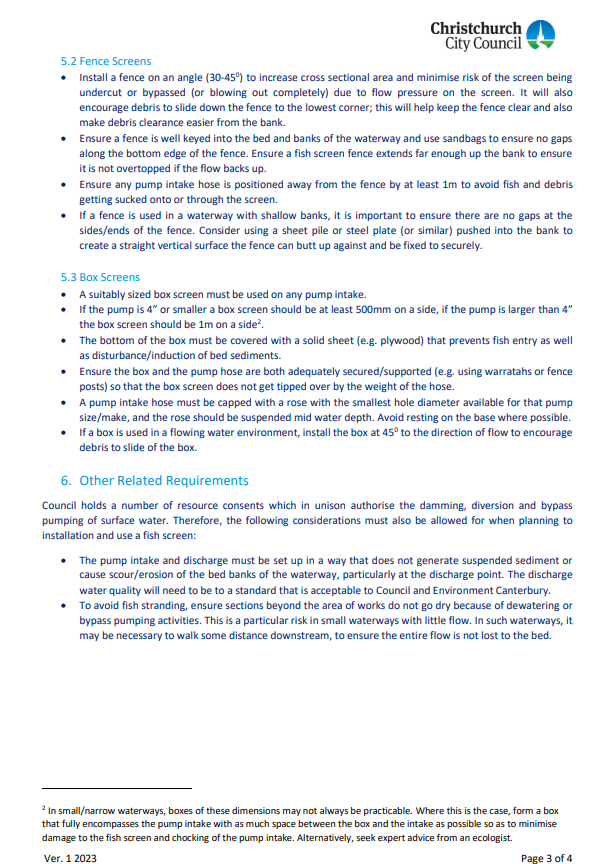 Christchurch
City Council
5.2 Fence Screens
• Install a fence on an angle (30-45⁰) to increase cross sectional area and minimise risk of the screen being
undercut or bypassed (or blowing out completely) due to flow pressure on the screen. It will also
encourage debris to slide down the fence to the lowest corner; this will help keep the fence clear and also
make debris clearance easier from the bank.
• Ensure a fence is well keyed into the bed and banks of the waterway and use sandbags to ensure no gaps
along the bottom edge of the fence. Ensure a fish screen fence extends far enough up the bank to ensure
it is not overtopped if the flow backs up.
• Ensure any pump intake hose is positioned away from the fence by at least 1m to avoid fish and debris
getting sucked onto or through the screen.
• If a fence is used in a waterway with shallow banks, it is important to ensure there are no gaps at the
sides/ends of the fence. Consider using a sheet pile or steel plate (or similar) pushed into the bank to
create a straight vertical surface the fence can butt up against and be fixed to securely.
5.3 Box Screens
• A suitably sized box screen must be used on any pump intake.
• If the pump is 4” or smaller a box screen should be at least 500mm on a side, if the pump is larger than 4”
the box screen should be 1m on a side².
• The bottom of the box must be covered with a solid sheet (e.g. plywood) that prevents fish entry as well
as disturbance/induction of bed sediments.
• Ensure the box and the pump hose are both adequately secured/supported (e.g. using warratahs or fence
posts) so that the box screen does not get tipped over by the weight of the hose.
• A pump intake hose must be capped with a rose with the smallest hole diameter available for that pump
size/make, and the rose should be suspended mid water depth. Avoid resting on the base where possible.
• If a box is used in a flowing water environment, install the box at 45⁰ to the direction of flow to encourage
debris to slide of the box.
6. Other Related Requirements
Council holds a number of resource consents which in unison authorise the damming, diversion and bypass
pumping of surface water. Therefore, the following considerations must also be allowed for when planning to
installation and use a fish screen:
• The pump intake and discharge must be set up in a way that does not generate suspended sediment or
cause scour/erosion of the bed banks of the waterway, particularly at the discharge point. The discharge
water quality will need to be to a standard that is acceptable to Council and Environment Canterbury.
• To avoid fish stranding, ensure sections beyond the area of works do not go dry because of dewatering or
bypass pumping activities. This is a particular risk in small waterways with little flow. In such waterways, it
may be necessary to walk some distance downstream, to ensure the entire flow is not lost to the bed.
² In small/narrow waterways, boxes of these dimensions may not always be practicable. Where this is the case, form a box
that fully encompasses the pump intake with as much space between the box and the intake as possible so as to minimise
damage to the fish screen and chocking of the pump intake. Alternatively, seek expert advice from an ecologist.
Ver. 1 2023 Page 3 of 4